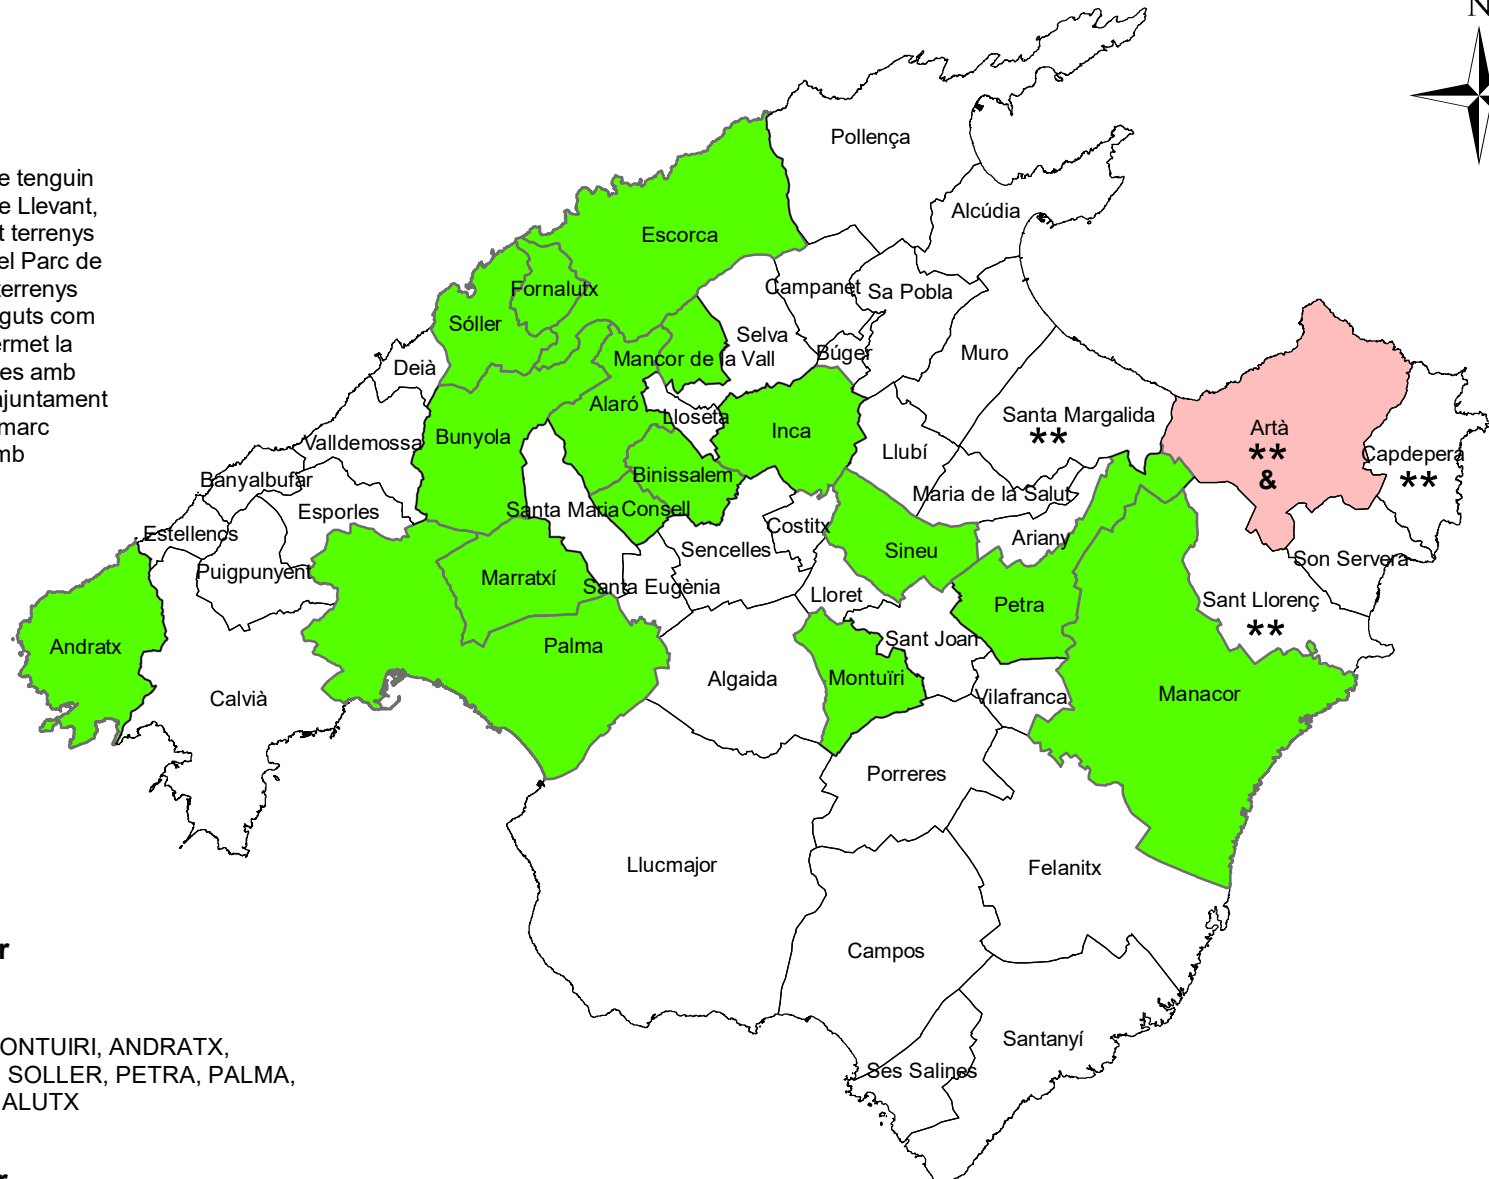 N
e tenguin
e Llevant,
t terrenys
el Parc de
terrenys
guts com
ermet la
es amb
ajuntament
marc
mb
Pollença
Alcúdia
Escorca
Fornalutx
Campanet
Sa Pobla
Sóller
Selva
Búger
Muro
Deià
Mancor de la Vall
Alaró
Lloseta
Inca
Santa Margalida
**
Artà
**
&
Capdepera
**
Valldemossa
Bunyola
Llubí
Banyalbufar
Binissalem
Maria de la Salut
Esporles
Santa Maria
Consell
Estellencs
Costitx
Ariany
Sencelles
Sineu
Son Servera
Puigpunyent
Marratxí
Santa Eugènia
Lloret
Petra
Sant Llorenç
**
Andratx
Palma
Sant Joan
Algaida
Montuïri
Calvià
Vilafranca
Manacor
Porreres
Llucmajor
Felanitx
Campos
Santanyí
Ses Salines
r
ONTUIRI, ANDRATX,
SOLLER, PETRA, PALMA,
ALUTX